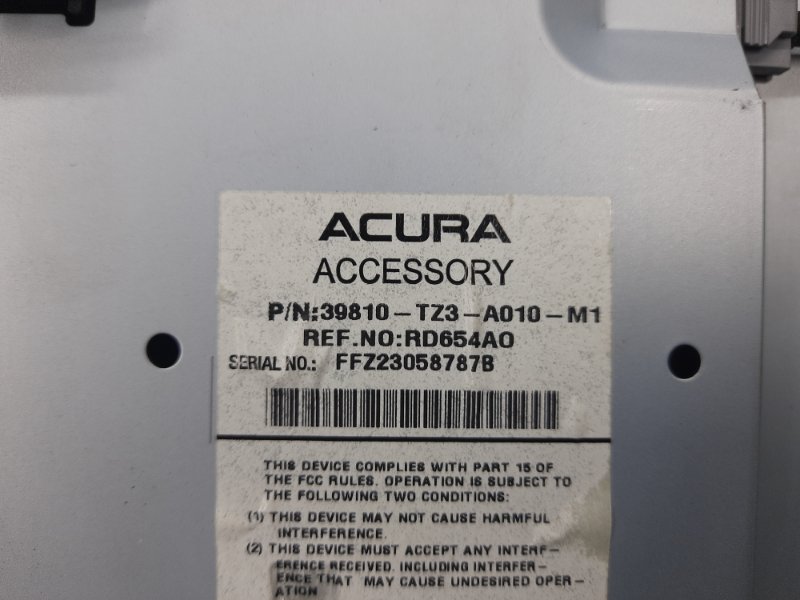 ACURA
ACCESSORY
P/N:39810-TZ3-A010-M1
REF.NO:RD654A0
SERIAL NO.: FFZ23058787B
THIS DEVICE COMPLIES WITH PART 15 OF
THE FCC RULES. OPERATION IS SUBJECT TO
THE FOLLOWING TWO CONDITIONS:
(1) THIS DEVICE MAY NOT CAUSE HARMFUL
INTERFERENCE.
(2) THIS DEVICE MUST ACCEPT ANY INTERF-
ERENCE RECEIVED, INCLUDING INTERFER-
ENCE THAT MAY CAUSE UNDESIRED OPER-
ATION